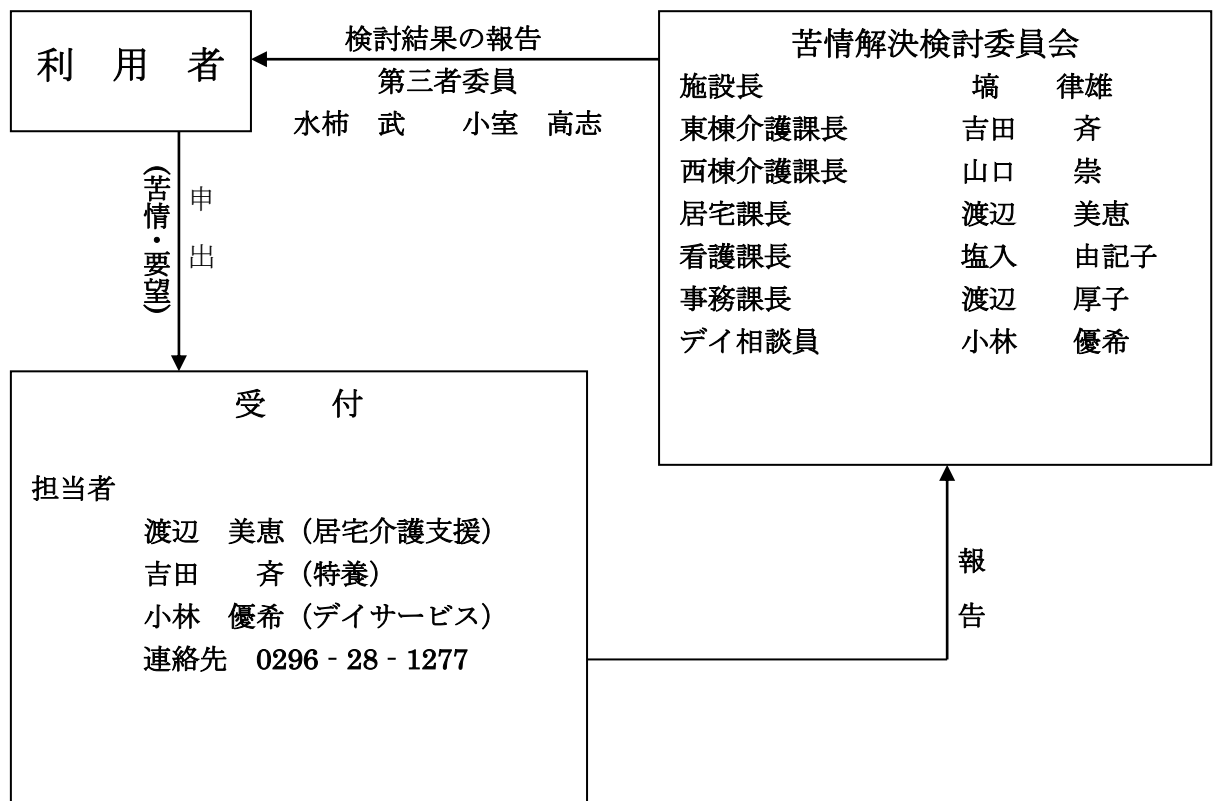 利　用　者
検討結果の報告
第三者委員
水柿　武　　小室　高志
申出
(苦情・要望)
苦情解決検討委員会
施設長　塙　律雄
東棟介護課長　吉田　斉
西棟介護課長　山口　崇
居宅課長　渡辺　美恵
看護課長　塩入　由記子
事務課長　渡辺　厚子
デイ相談員　小林　優希
受　付
担当者
渡辺　美恵（居宅介護支援）
吉田　斉（特養）
小林　優希（デイサービス）
連絡先　0296‐28‐1277
報告